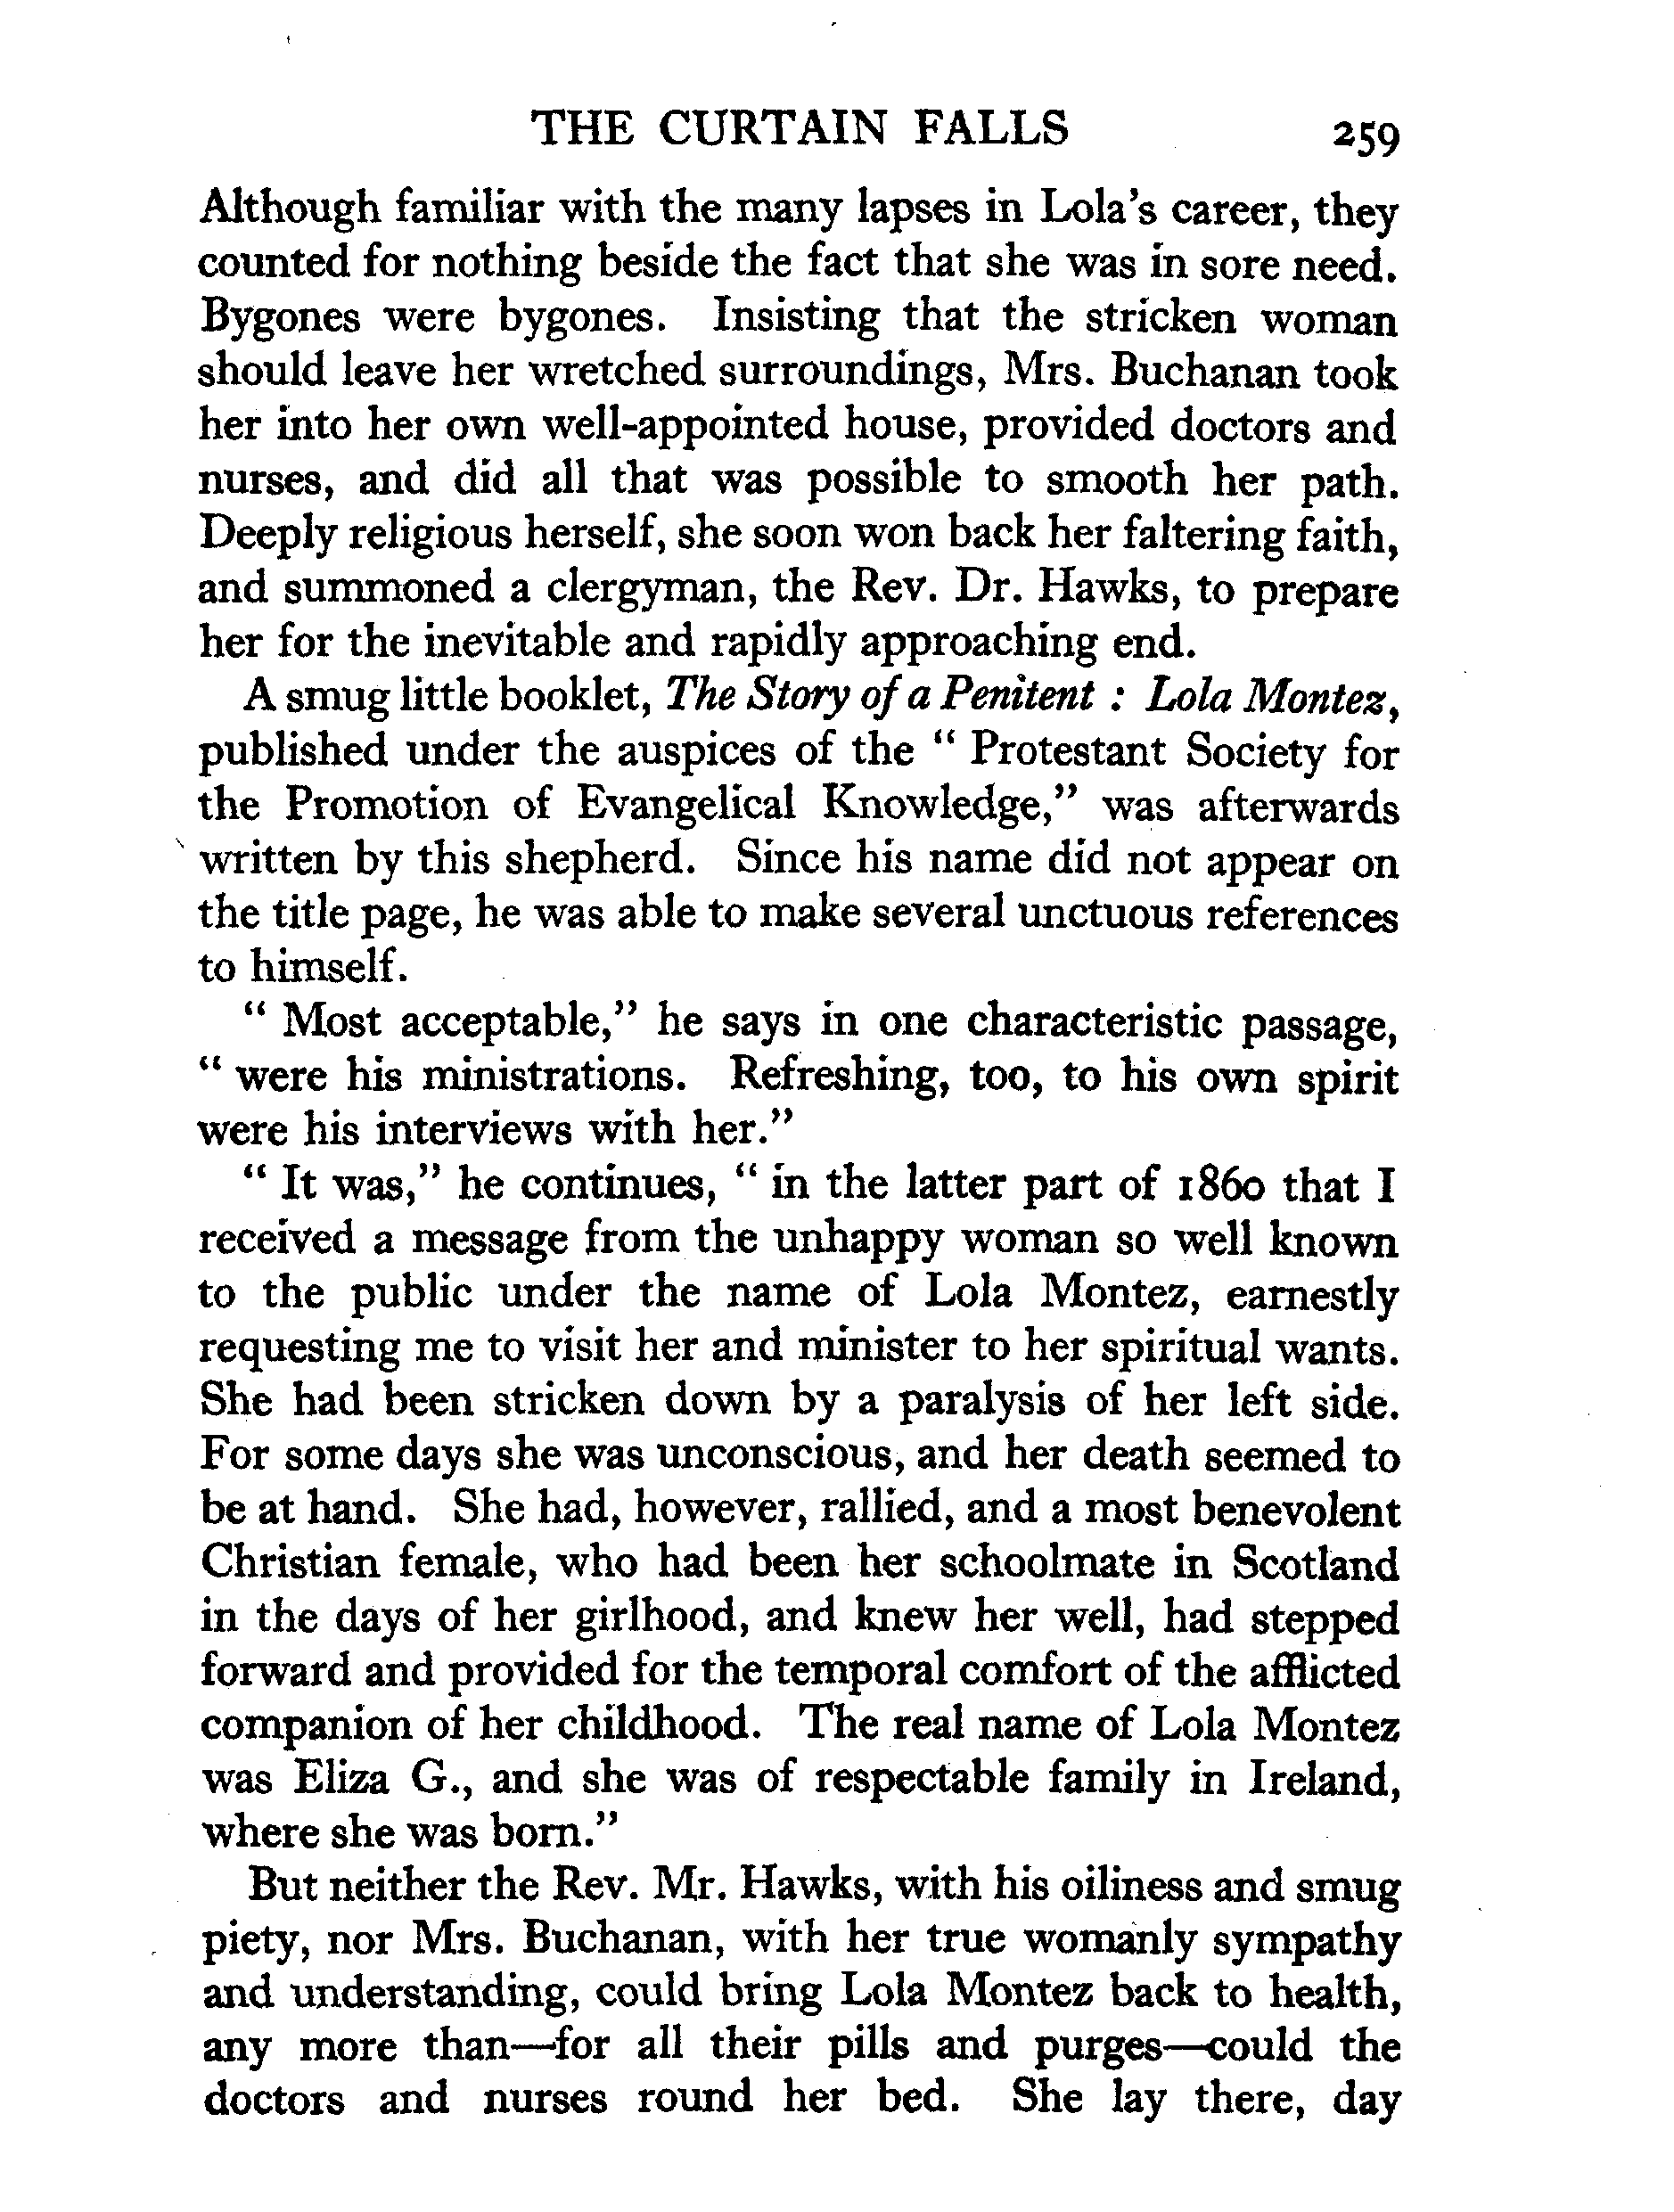 THE CURTAIN FALLS 259
Although familiar with the many lapses in Lola's career, they
counted for nothing beside the fact that she was in sore need.
Bygones were bygones. Insisting that the stricken woman
should leave her wretched surroundings, Mrs. Buchanan took
her into her own well-appointed house, provided doctors and
nurses, and did all that was possible to smooth her path.
Deeply religious herself, she soon won back her faltering faith,
and summoned a clergyman, the Rev. Dr. Hawks, to prepare
her for the inevitable and rapidly approaching end.
A smug little booklet, The Story of a Penitent : Lola Montez,
published under the auspices of the " Protestant Society for
the Promotion of Evangelical Knowledge," was afterwards
written by this shepherd. Since his name did not appear on
the title page, he was able to make several unctuous references
to himself.
" Most acceptable," he says in one characteristic passage,
" were his ministrations. Refreshing, too, to his own spirit
were his interviews with her."
" It was," he continues, " in the latter part of 1860 that I
received a message from the unhappy woman so well known
to the public under the name of Lola Montez, earnestly
requesting me to visit her and minister to her spiritual wants.
She had been stricken down by a paralysis of her left side.
For some days she was unconscious, and her death seemed to
be at hand. She had, however, rallied, and a most benevolent
Christian female, who had been her schoolmate in Scotland
in the days of her girlhood, and knew her well, had stepped
forward and provided for the temporal comfort of the afflicted
companion of her childhood. The real name of Lola Montez
was Eliza G., and she was of respectable family in Ireland,
where she was born."
But neither the Rev. Mr. Hawks, with his oiliness and smug
piety, nor Mrs. Buchanan, with her true womanly sympathy
and understanding, could bring Lola Montez back to health,
any more than—for all their pills and purges—could the
doctors and nurses round her bed. She lay there, day